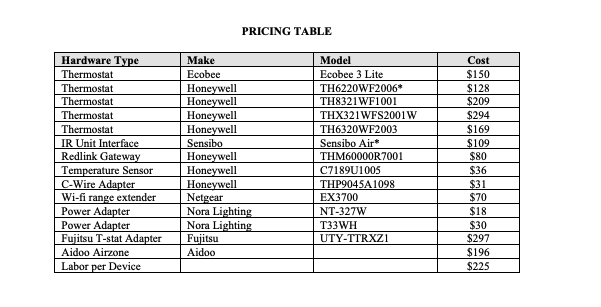 PRICING TABLE
Hardware Type Make Model Cost
Thermostat Ecobee Ecobee 3 Lite $150
Thermostat Honeywell TH6220WF2006* $128
Thermostat Honeywell TH8321WF1001 $209
Thermostat Honeywell THX321WFS2001W $294
Thermostat Honeywell TH6320WF2003 $169
IR Unit Interface Sensibo Sensibo Air* $109
Redlink Gateway Honeywell THM60000R7001 $80
Temperature Sensor Honeywell C7189U1005 $36
C-Wire Adapter Honeywell THP9045A1098 $31
Wi-fi range extender Netgear EX3700 $70
Power Adapter Nora Lighting NT-327W $18
Power Adapter Nora Lighting T33WH $30
Fujitsu T-stat Adapter Fujitsu UTY-TTRXZ1 $297
Aidoo Airzone Aidoo $196
Labor per Device $225